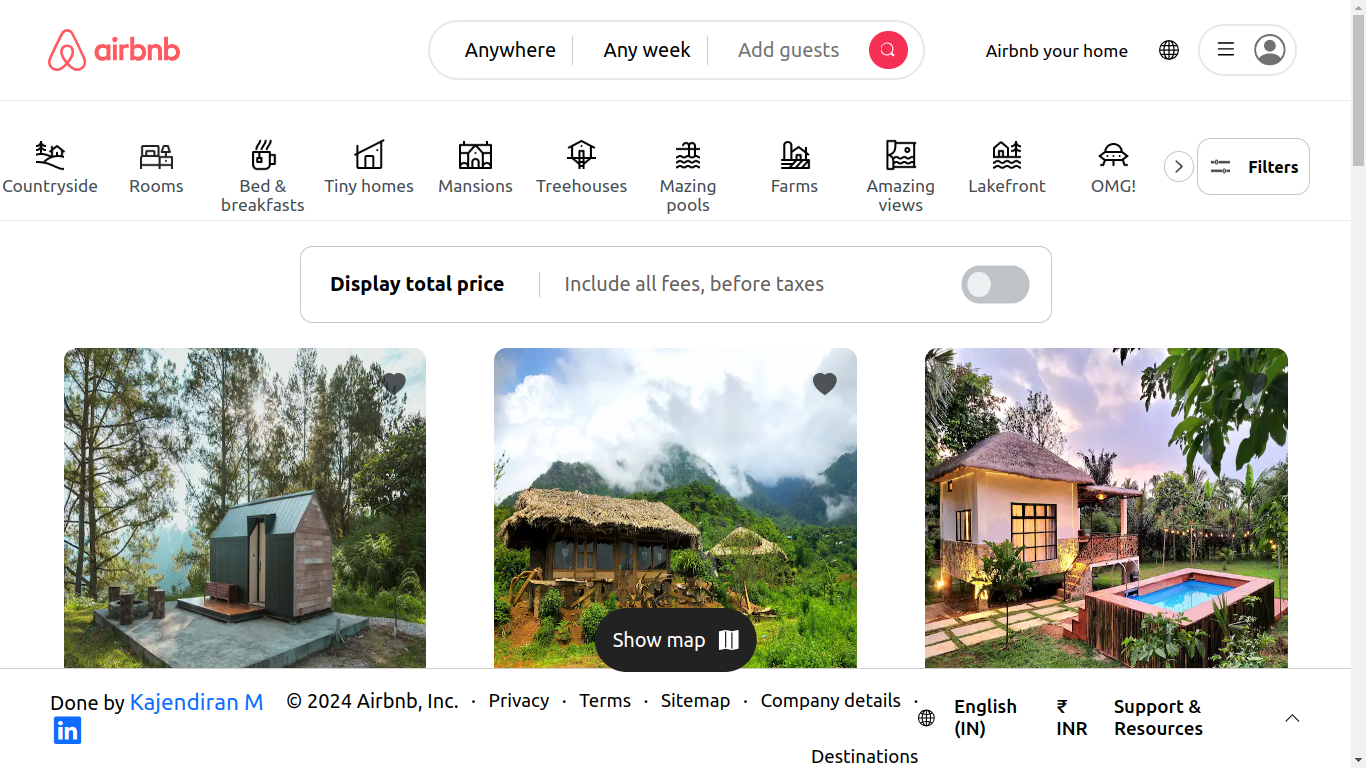 airbnb
Anywhere
Any week
Add guests
Airbnb your home
Countryside
Rooms
Bed &
breakfasts
Tiny homes
Mansions
Treehouses
Mazing
pools
Farms
Amazing
views
Lakefront
OMG!
Filters
Display total price
Include all fees, before taxes
Show map
Done by Kajendiran M
in
© 2024 Airbnb, Inc. · Privacy · Terms · Sitemap · Company details ·
Destinations
English
(IN)
₹
INR
Support &
Resources